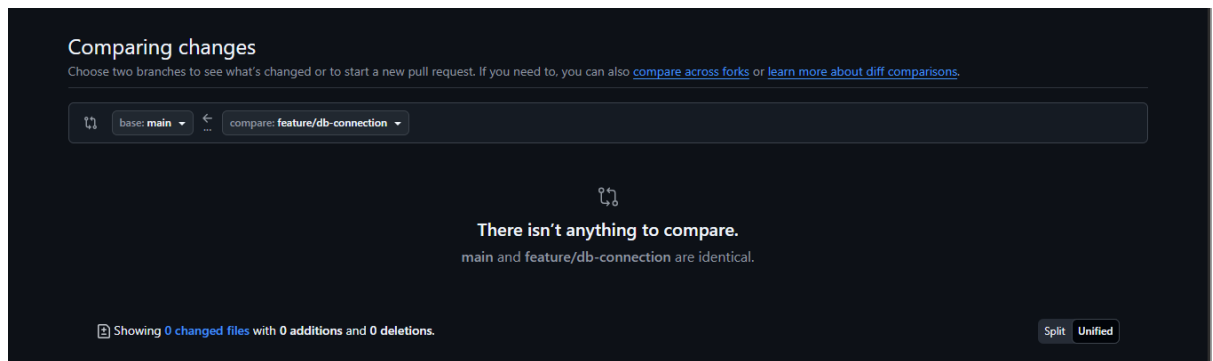 Comparing changes
Choose two branches to see what's changed or to start a new pull request. If you need to, you can also compare across forks or learn more about diff comparisons.
base: main ... compare: feature/db-connection
There isn’t anything to compare.
main and feature/db-connection are identical.
Showing 0 changed files with 0 additions and 0 deletions. Split Unified